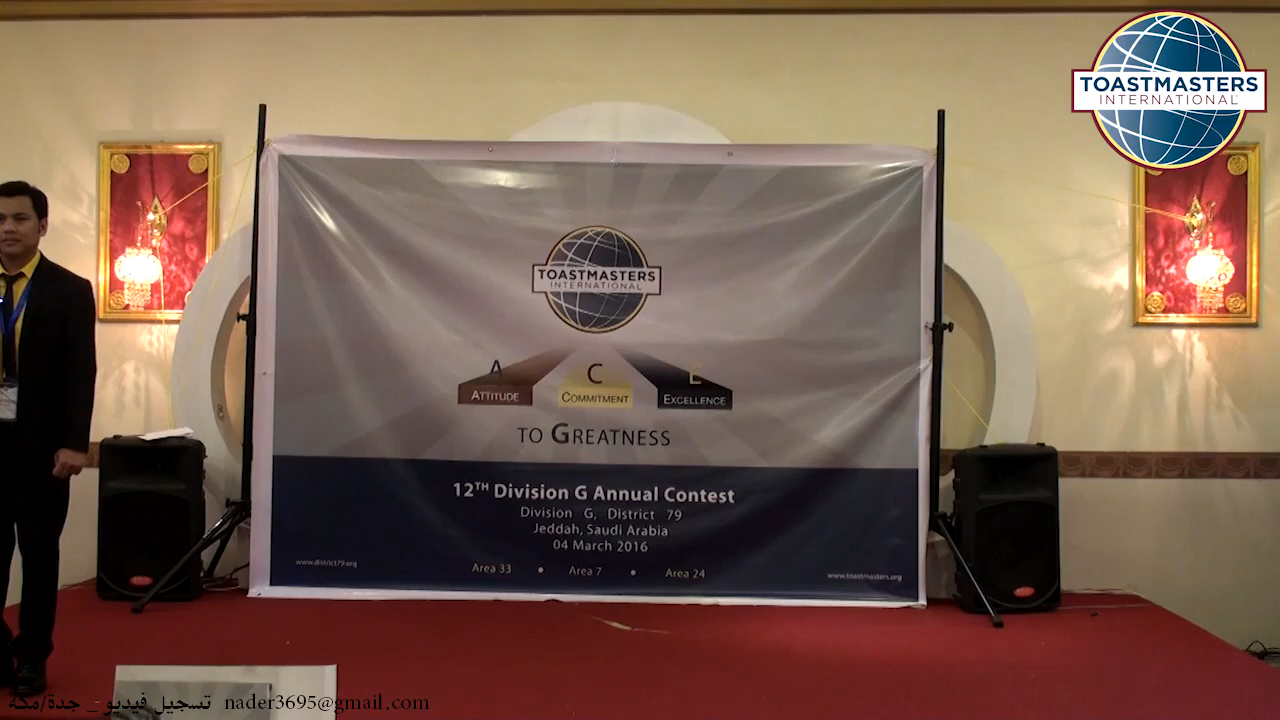 TOASTMASTERS
INTERNATIONAL
TOASTMASTERS
INTERNATIONAL
A C E
ATTITUDE COMMITMENT EXCELLENCE
TO GREATNESS
12TH Division G Annual Contest
Division G, District 79
Jeddah, Saudi Arabia
04 March 2016
Area 33 • Area 7 • Area 24
www.district79.org
www.toastmasters.org
تسجيل فيديو _ جدة/مكه nader3695@gmail.com